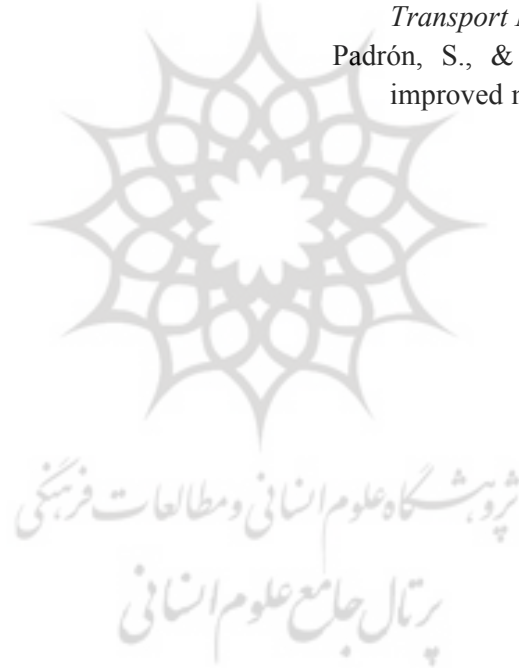 Transport
Padrón, S., &
improved
پژوهشگاه علوم انسانی و مطالعات فرهنگی
پرتال جامع علوم انسانی